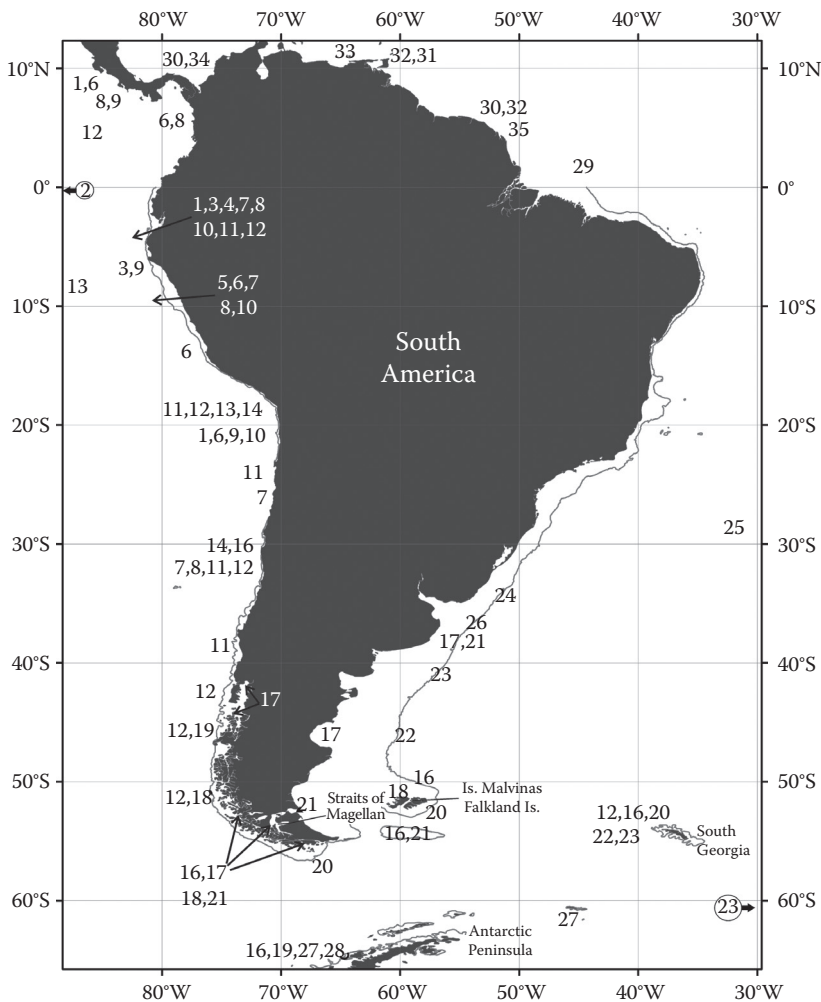 80°W 70°W 60°W 50°W 40°W 30°W
10°N
10°N
30,34
33
32,31
1,6
8,9
6,8
12
30,32
35
29
0°
0°
2
1,3,4,7,8
10,11,12
3,9
13
5,6,7
8,10
10°S
10°S
6
South
America
11,12,13,14
1,6,9,10
20°S
20°S
11
7
25
14,16
7,8,11,12
30°S
30°S
24
26
17,21
11
40°S
40°S
23
12
17
12,19
17
22
50°S
50°S
16
18
12,18
21
Straits of
Magellan
Is. Malvinas
Falkland Is.
20
16,21
12,16,20
22,23
South
Georgia
16,17
18,21
20
60°S
60°S
23
27
16,19,27,28
Antarctic
Peninsula
80°W 70°W 60°W 50°W 40°W 30°W